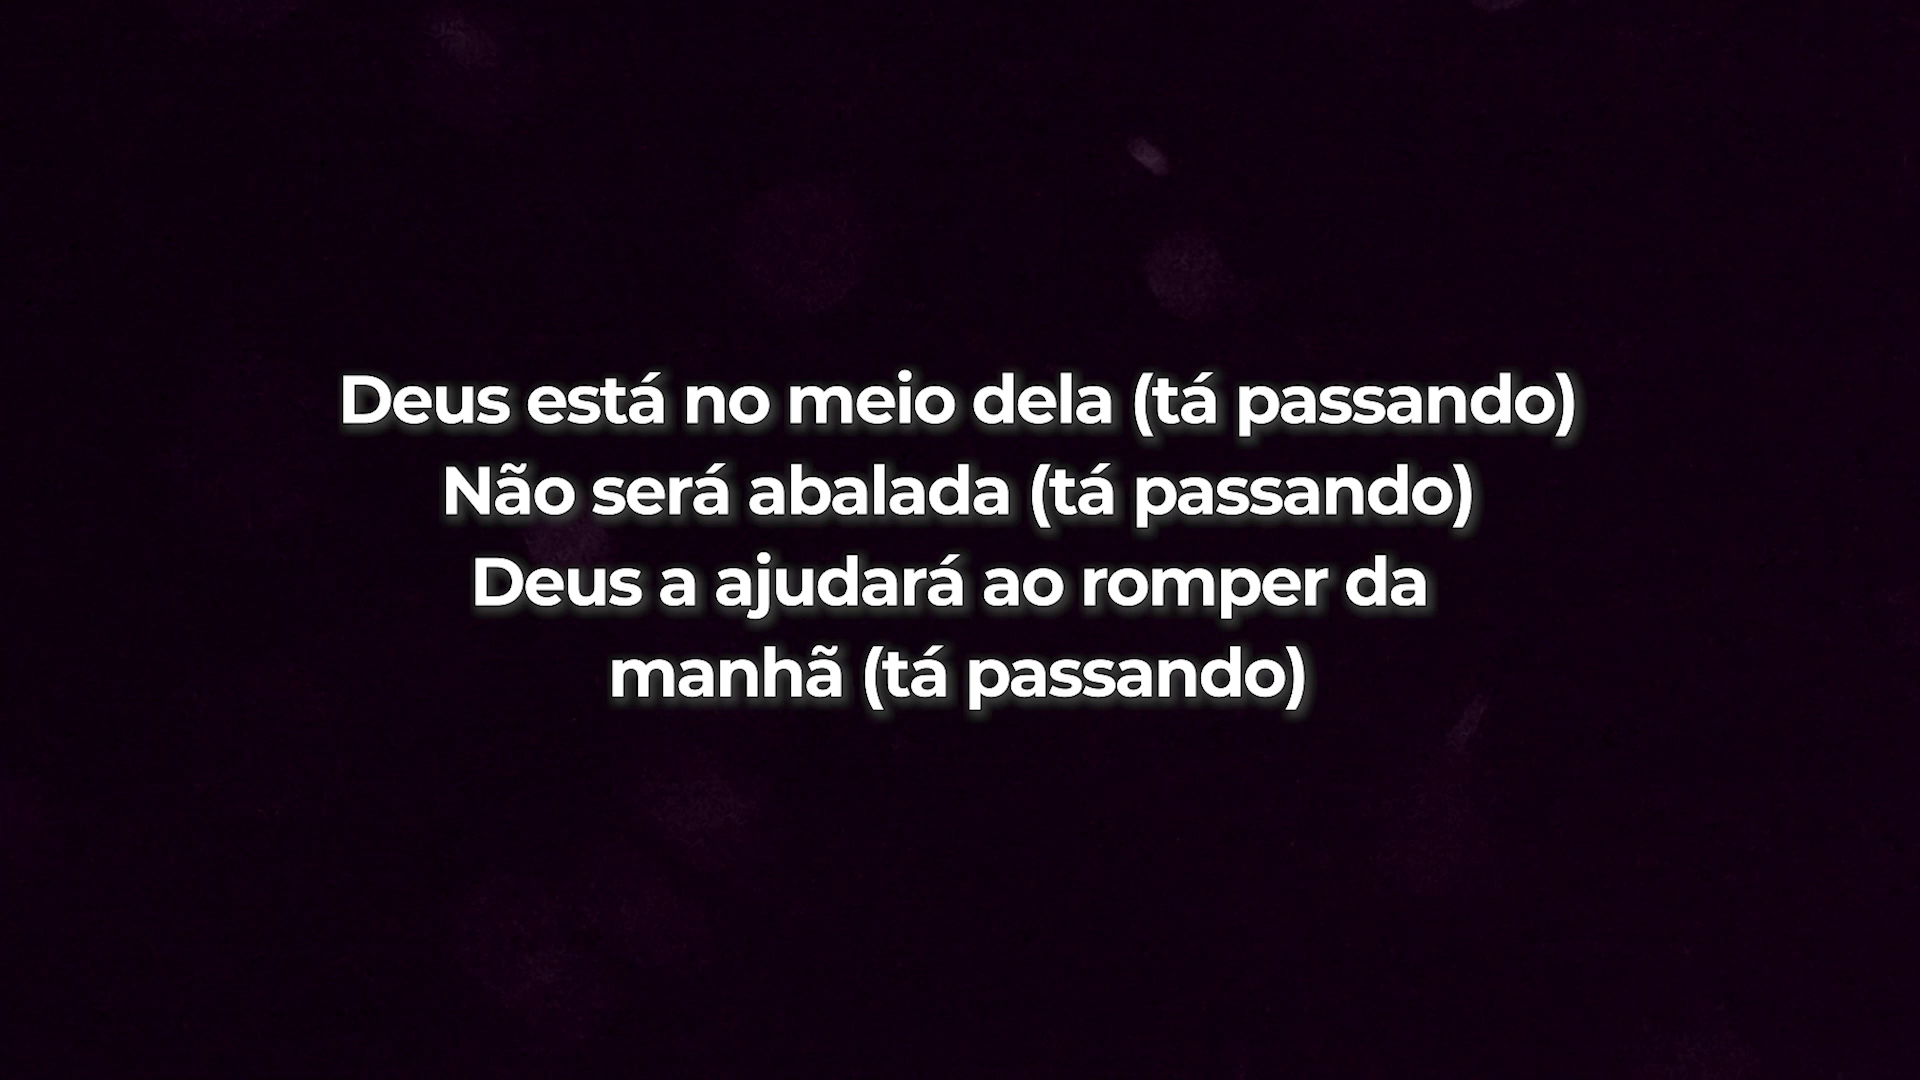 Deus está no meio dela (tá passando)
Não será abalada (tá passando)
Deus a ajudará ao romper da
manhã (tá passando)